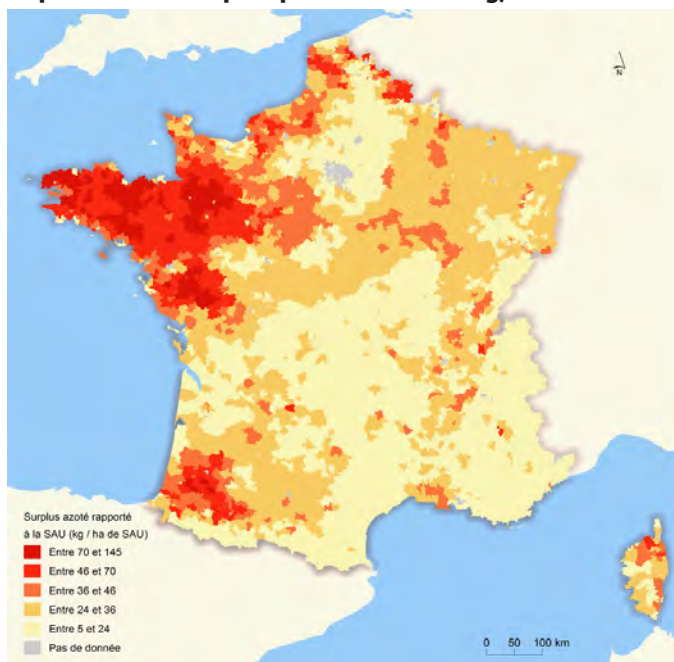 N
Surplus azoté rapporté
à la SAU (kg / ha de SAU)
Entre 70 et 145
Entre 46 et 70
Entre 36 et 46
Entre 24 et 36
Entre 5 et 24
Pas de donnée
0 50 100 km